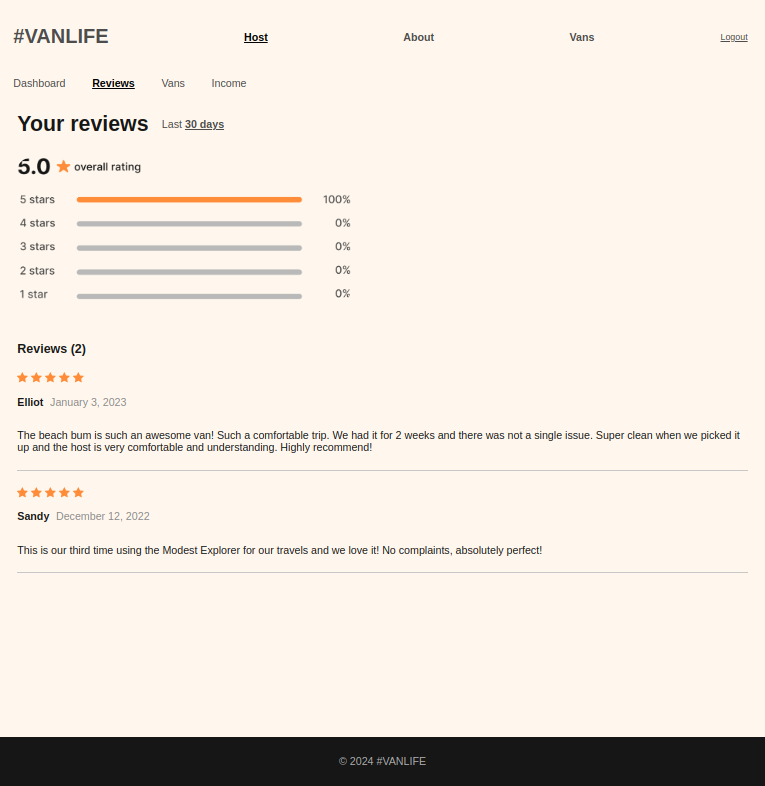 #VANLIFE Host About Vans Logout
Dashboard Reviews Vans Income
Your reviews Last 30 days
5.0 overall rating
5 stars 100%
4 stars 0%
3 stars 0%
2 stars 0%
1 star 0%
Reviews (2)
Elliot January 3, 2023
The beach bum is such an awesome van! Such a comfortable trip. We had it for 2 weeks and there was not a single issue. Super clean when we picked it
up and the host is very comfortable and understanding. Highly recommend!
Sandy December 12, 2022
This is our third time using the Modest Explorer for our travels and we love it! No complaints, absolutely perfect!
© 2024 #VANLIFE